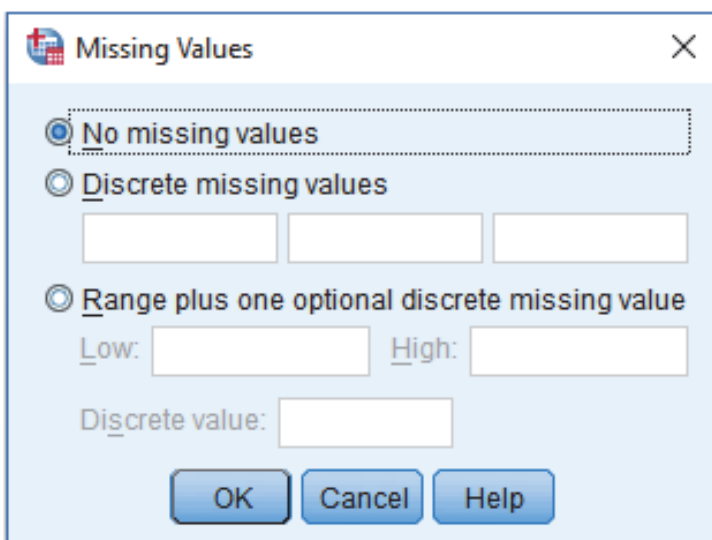 Missing Values
No missing values
Discrete missing values
Range plus one optional discrete missing value
Low: High:
Discrete value:
OK Cancel Help